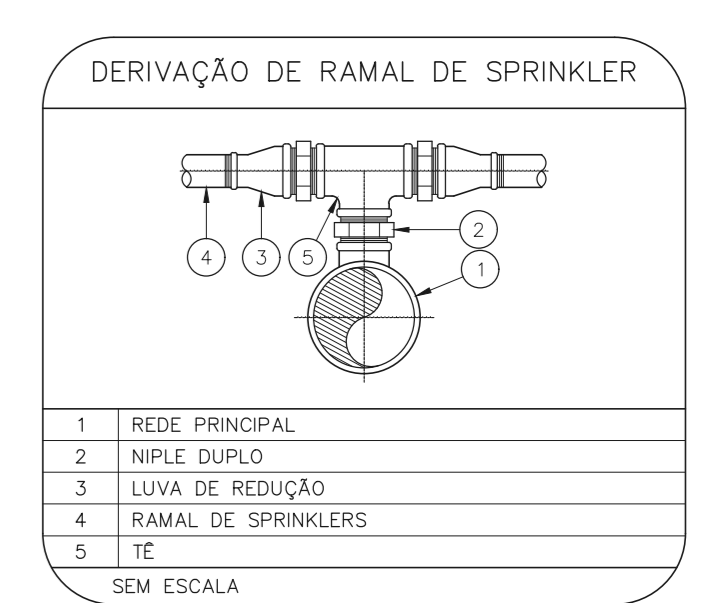 DERIVAÇÃO DE RAMAL DE SPRINKLER
4 3 5 2
1
1 REDE PRINCIPAL
2 NIPLE DUPLO
3 LUVA DE REDUÇÃO
4 RAMAL DE SPRINKLERS
5 TÊ
SEM ESCALA